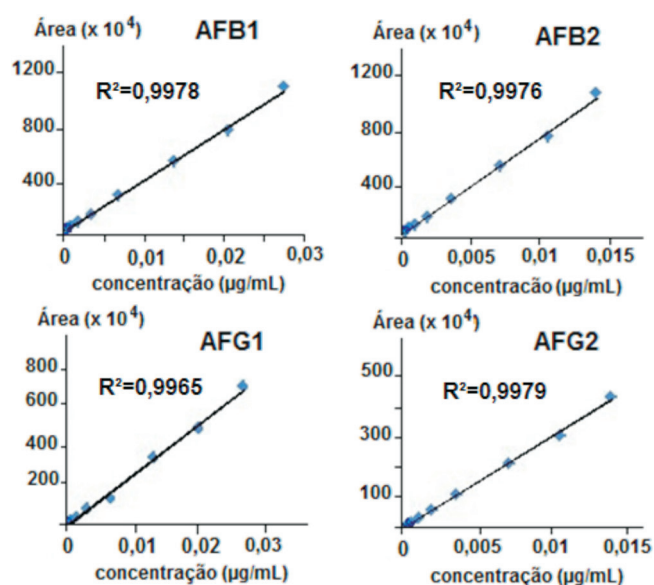 Área (x 10⁴)
AFB1
1200
800
400
R²=0,9978
0 0,01 0,02 0,03
concentração (µg/mL)
Área (x 10⁴)
AFB2
1200
800
400
R²=0,9976
0 0,005 0,01 0,015
concentracão (µg/mL)
Área (x 10⁴)
AFG1
800
600
400
200
R²=0,9965
0 0,01 0,02 0,03
concentração (µg/mL)
Área (x 10⁴)
AFG2
500
300
100
R²=0,9979
0 0,005 0,01 0,015
concentração (µg/mL)